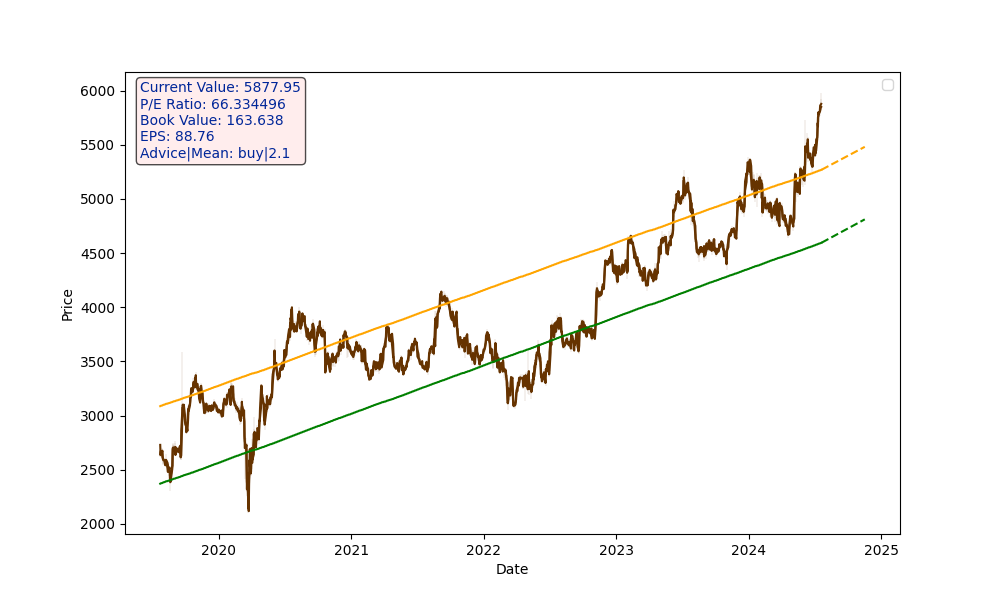 Current Value: 5877.95
P/E Ratio: 66.334496
Book Value: 163.638
EPS: 88.76
Advice|Mean: buy|2.1
Price
6000
5500
5000
4500
4000
3500
3000
2500
2000
2020
2021
2022
2023
2024
2025
Date